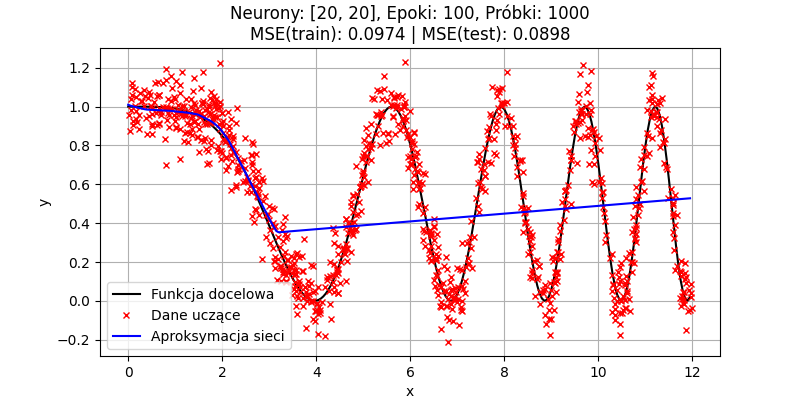 Neurony: [20, 20], Epoki: 100, Próbki: 1000
MSE(train): 0.0974 | MSE(test): 0.0898
1.2
1.0
0.8
0.6
0.4
0.2
0.0
−0.2
y
Funkcja docelowa
Dane uczące
Aproksymacja sieci
0 2 4 6 8 10 12
x